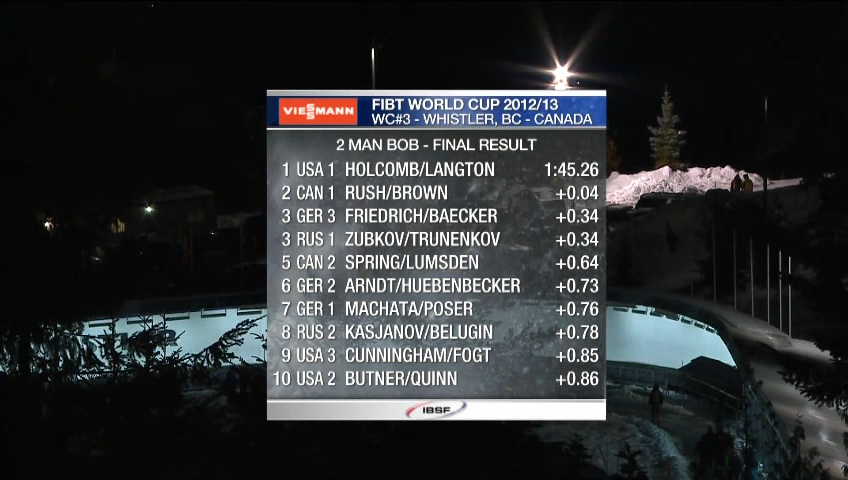 VIESSMANN
FIBT WORLD CUP 2012/13
WC#3 - WHISTLER, BC - CANADA
2 MAN BOB - FINAL RESULT
1 USA 1 HOLCOMB/LANGTON 1:45.26
2 CAN 1 RUSH/BROWN +0.04
3 GER 3 FRIEDRICH/BAECKER +0.34
3 RUS 1 ZUBKOV/TRUNENKOV +0.34
5 CAN 2 SPRING/LUMSDEN +0.64
6 GER 2 ARNDT/HUEBENBECKER +0.73
7 GER 1 MACHATA/POSER +0.76
8 RUS 2 KASJANOV/BELUGIN +0.78
9 USA 3 CUNNINGHAM/FOGT +0.85
10 USA 2 BUTNER/QUINN +0.86
IBSF